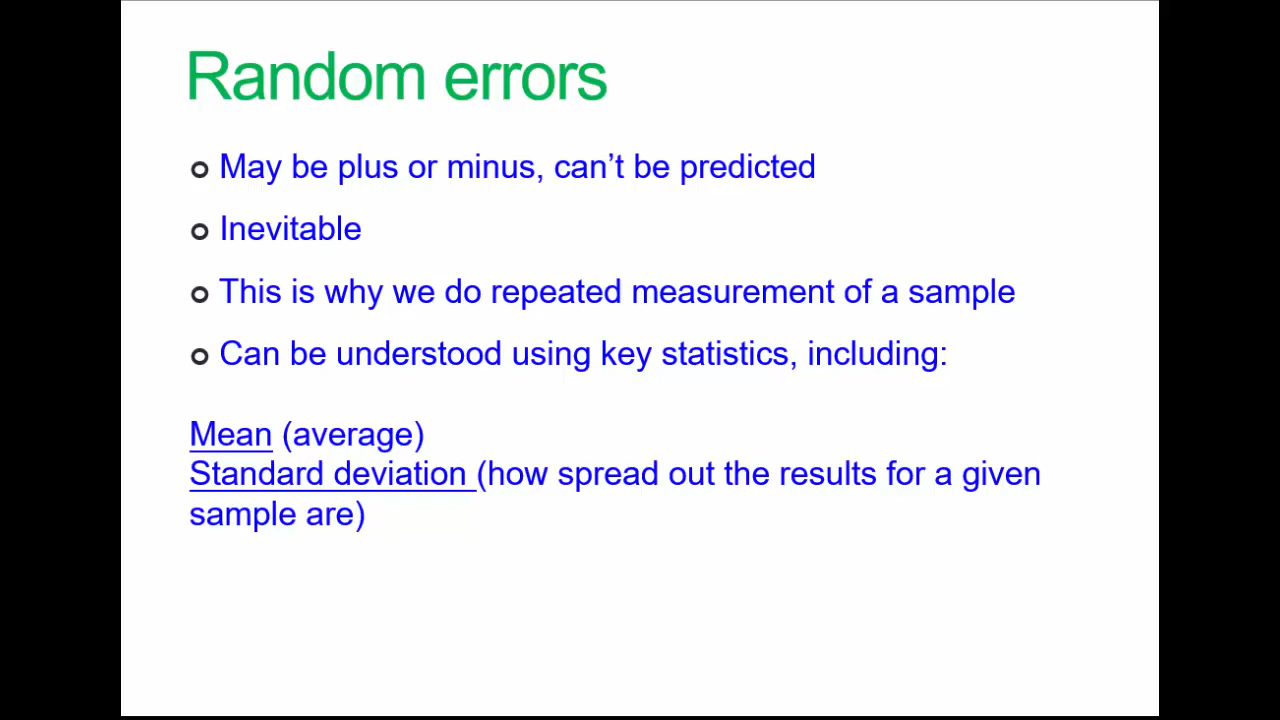 Random errors
May be plus or minus, can’t be predicted
Inevitable
This is why we do repeated measurement of a sample
Can be understood using key statistics, including:
Mean (average)
Standard deviation (how spread out the results for a given
sample are)